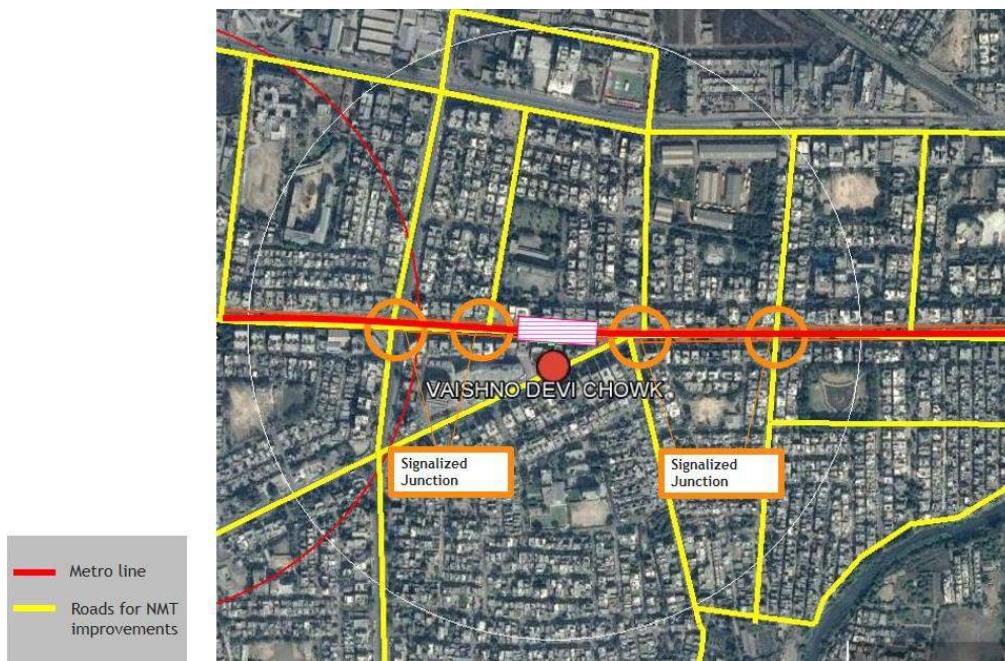 VAISHNO DEVI CHOWK
Signalized
Junction
Signalized
Junction
Metro line
Roads for NMT
improvements